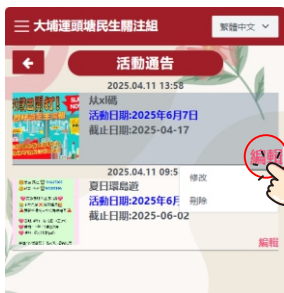 大埔運頭塘民生關注組
繁體中文
活動通告
2025.04.11 13:58
从xl碼
活動日期:2025年6月7日
截止日期:2025-04-17
編輯
2025.04.11 09:5
修改
夏日環島遊
活動日期:2025年6月
刪除
截止日期:2025-06-02
編輯